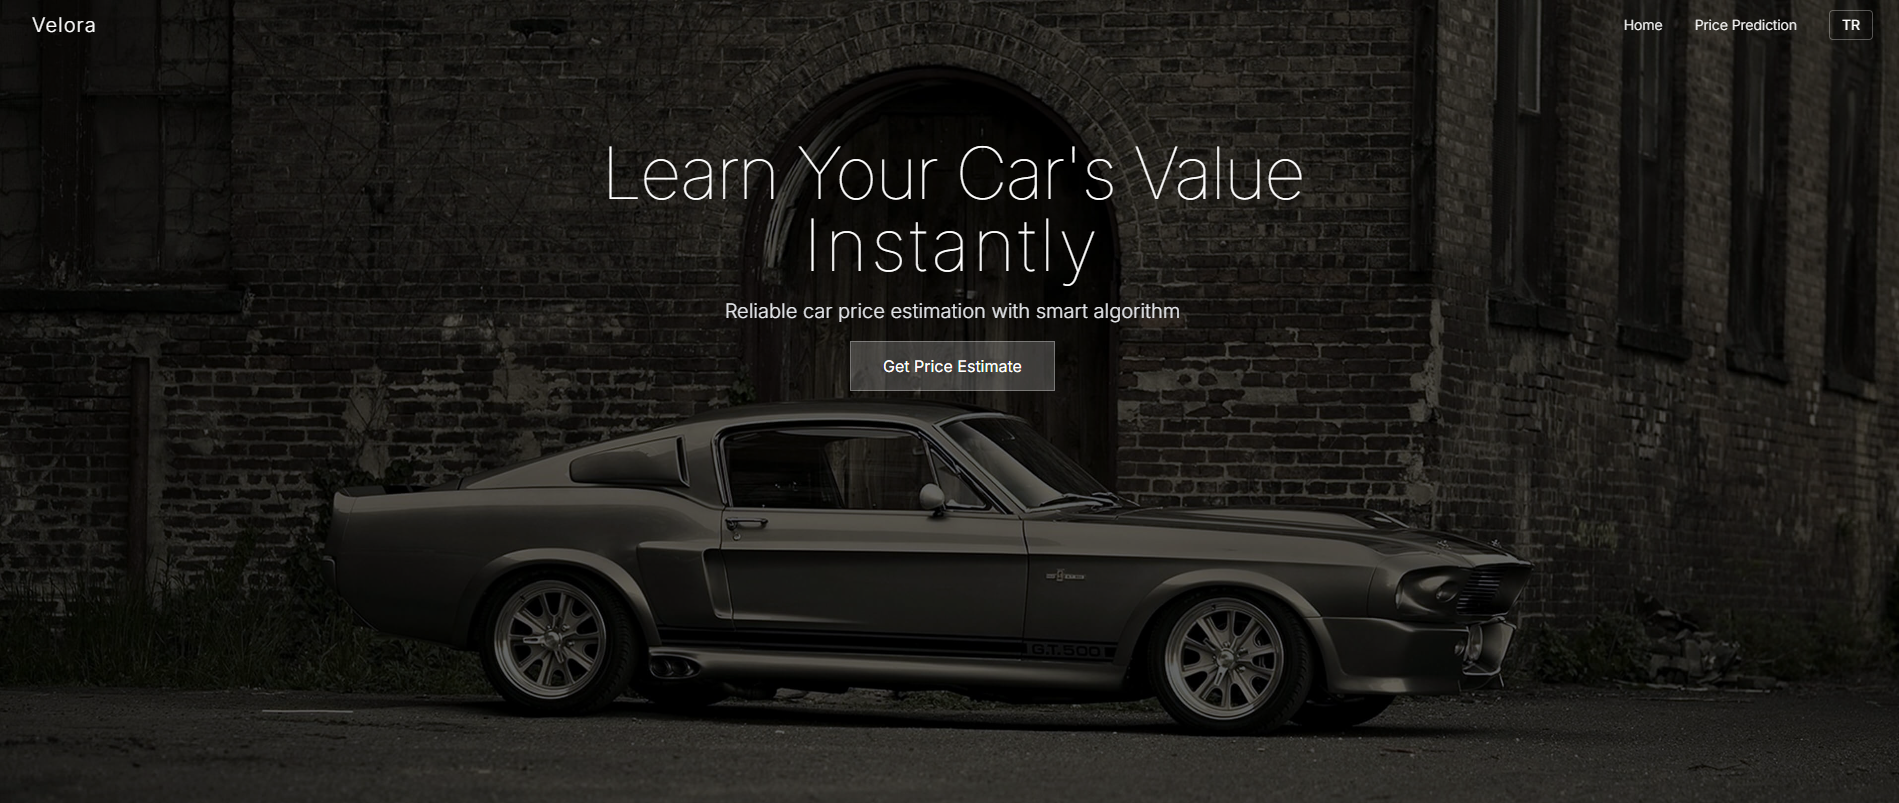 Velora
Home
Price Prediction
TR
Learn Your Car's Value
Instantly
Reliable car price estimation with smart algorithm
Get Price Estimate
G.T.500